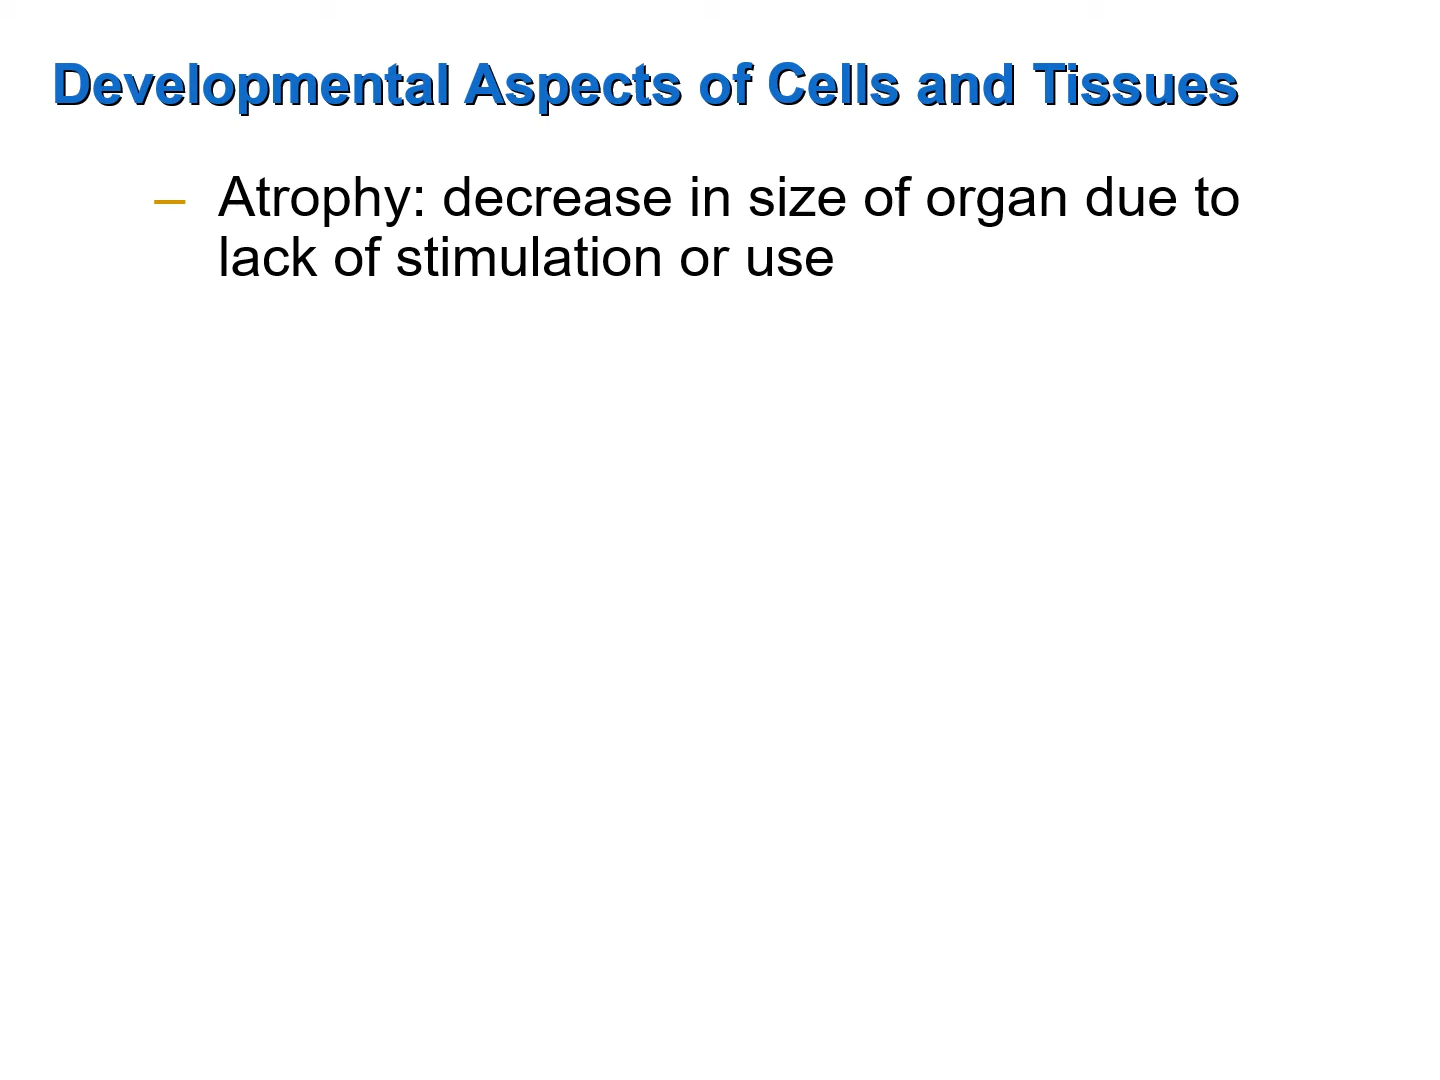 Developmental Aspects of Cells and Tissues
– Atrophy: decrease in size of organ due to
lack of stimulation or use